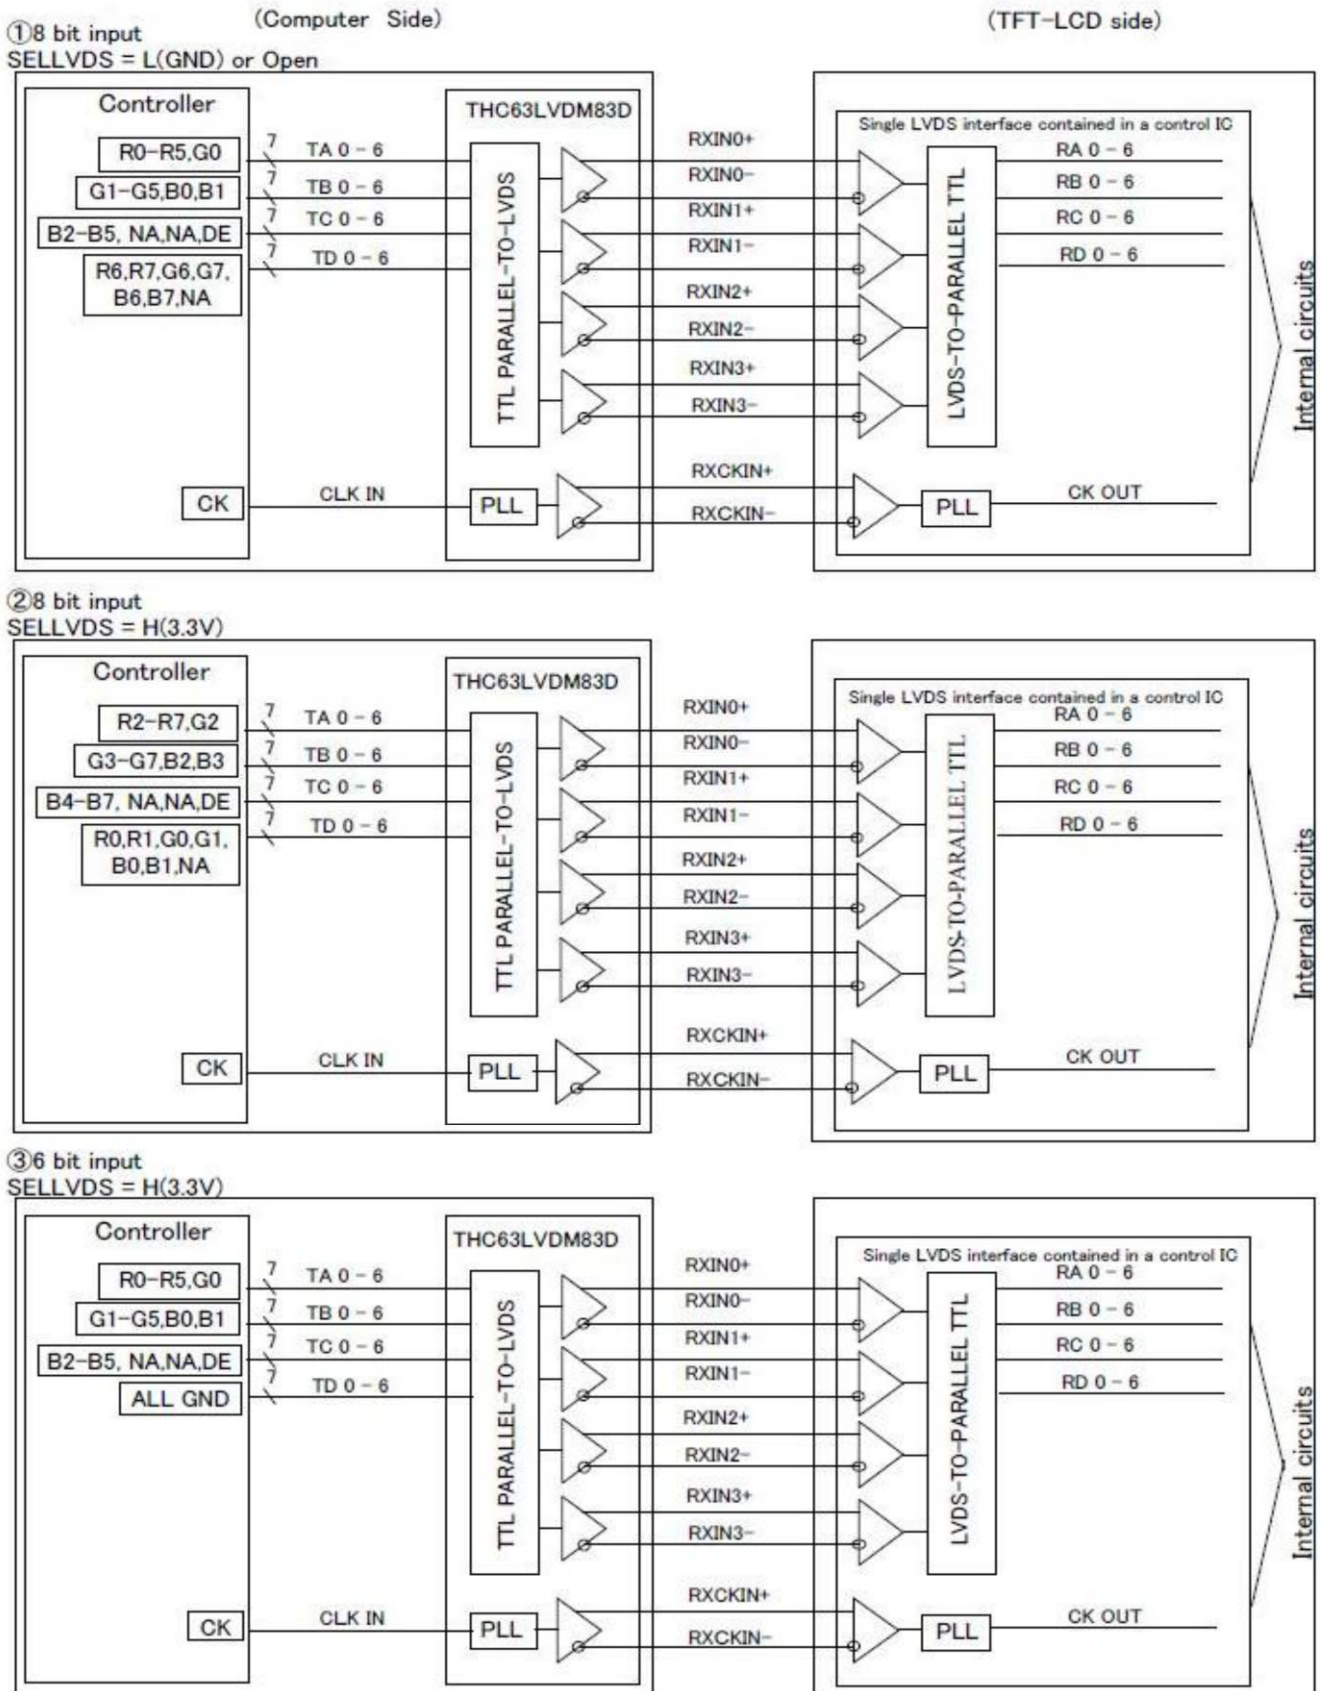 (Computer Side)
(TFT-LCD side)
①8 bit input
SELLVDS = L(GND) or Open
Controller
THC63LVDM83D
Single LVDS interface contained in a control IC
R0-R5,G0
7
TA 0 - 6
RXIN0+
RA 0 - 6
G1-G5,B0,B1
7
TB 0 - 6
RXIN0-
RB 0 - 6
B2-B5, NA,NA,DE
7
TC 0 - 6
RXIN1+
RC 0 - 6
R6,R7,G6,G7,
B6,B7,NA
7
TD 0 - 6
RXIN1-
RD 0 - 6
TTL PARALLEL-TO-LVDS
RXIN2+
RXIN2-
RXIN3+
RXIN3-
LVDS-TO-PARALLEL TTL
Internal circuits
CK
CLK IN
PLL
RXCKIN+
RXCKIN-
PLL
CK OUT
②8 bit input
SELLVDS = H(3.3V)
Controller
THC63LVDM83D
Single LVDS interface contained in a control IC
R2-R7,G2
7
TA 0 - 6
RXIN0+
RA 0 - 6
G3-G7,B2,B3
7
TB 0 - 6
RXIN0-
RB 0 - 6
B4-B7, NA,NA,DE
7
TC 0 - 6
RXIN1+
RC 0 - 6
R0,R1,G0,G1,
B0,B1,NA
7
TD 0 - 6
RXIN1-
RD 0 - 6
TTL PARALLEL-TO-LVDS
RXIN2+
RXIN2-
RXIN3+
RXIN3-
LVDS-TO-PARALLEL TTL
Internal circuits
CK
CLK IN
PLL
RXCKIN+
RXCKIN-
PLL
CK OUT
③6 bit input
SELLVDS = H(3.3V)
Controller
THC63LVDM83D
Single LVDS interface contained in a control IC
R0-R5,G0
7
TA 0 - 6
RXIN0+
RA 0 - 6
G1-G5,B0,B1
7
TB 0 - 6
RXIN0-
RB 0 - 6
B2-B5, NA,NA,DE
7
TC 0 - 6
RXIN1+
RC 0 - 6
ALL GND
7
TD 0 - 6
RXIN1-
RD 0 - 6
TTL PARALLEL-TO-LVDS
RXIN2+
RXIN2-
RXIN3+
RXIN3-
LVDS-TO-PARALLEL TTL
Internal circuits
CK
CLK IN
PLL
RXCKIN+
RXCKIN-
PLL
CK OUT